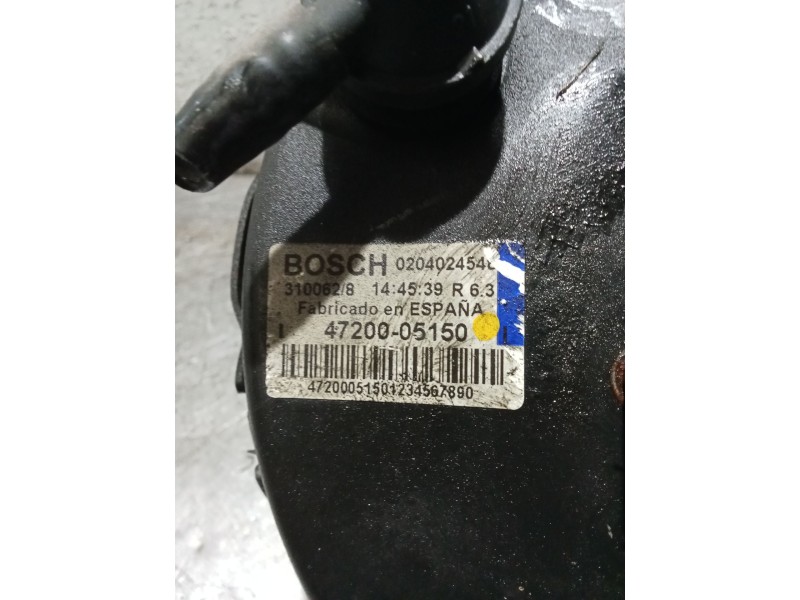 BOSCH 020402454
310062/8 14:45:39 R 6.3
Fabricado en ESPAÑA
47200-05150
47200051501234567890